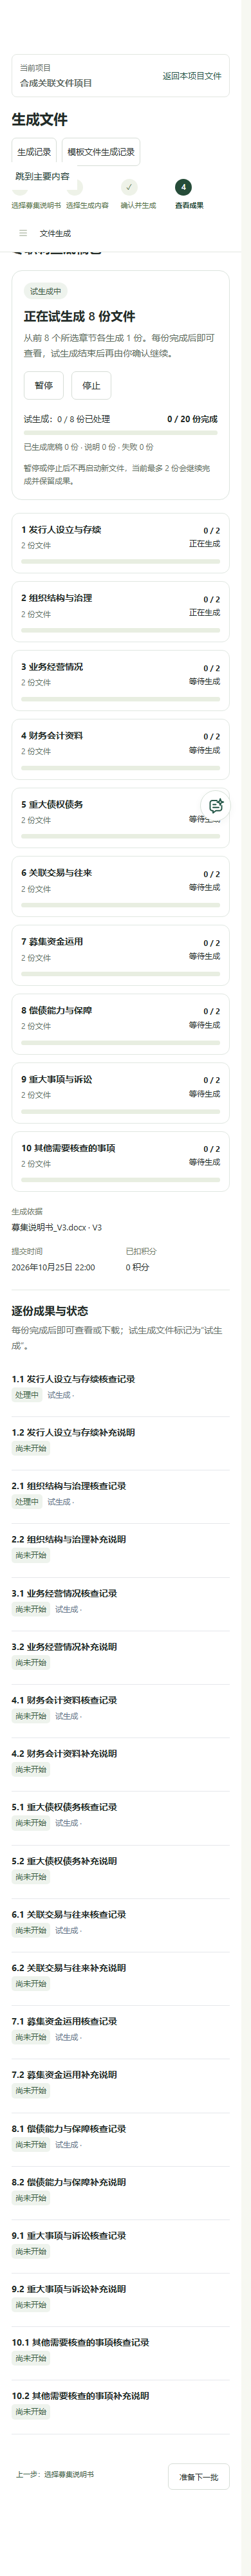 当前项目
合成关联文件项目
返回本项目文件
生成文件
生成记录
模板文件生成记录
跳到主要内容
✓
4
选择募集说明书
选择生成内容
确认并生成
查看成果
文件生成
试生成中
正在试生成 8 份文件
从前 8 个所选章节各生成 1 份。每份完成后即可
查看，试生成结束后再由你确认继续。
暂停
停止
试生成：0 / 8 份已处理
0 / 20 份完成
已生成底稿 0 份 · 说明 0 份 · 失败 0 份
暂停或停止后不再启动新文件，当前最多 2 份会继续完
成并保留成果。
1 发行人设立与存续
0 / 2
2 份文件
正在生成
2 组织结构与治理
0 / 2
2 份文件
正在生成
3 业务经营情况
0 / 2
2 份文件
等待生成
4 财务会计资料
0 / 2
2 份文件
等待生成
5 重大债权债务
2 份文件
等待生成
6 关联交易与往来
0 / 2
2 份文件
等待生成
7 募集资金运用
0 / 2
2 份文件
等待生成
8 偿债能力与保障
0 / 2
2 份文件
等待生成
9 重大事项与诉讼
0 / 2
2 份文件
等待生成
10 其他需要核查的事项
0 / 2
2 份文件
等待生成
生成依据
募集说明书_V3.docx · V3
提交时间
已扣积分
2026年10月25日 22:00
0 积分
逐份成果与状态
每份完成后即可查看或下载；试生成文件标记为“试生
成”。
1.1 发行人设立与存续核查记录
处理中 试生成 ·
1.2 发行人设立与存续补充说明
尚未开始
2.1 组织结构与治理核查记录
处理中 试生成 ·
2.2 组织结构与治理补充说明
尚未开始
3.1 业务经营情况核查记录
尚未开始 试生成 ·
3.2 业务经营情况补充说明
尚未开始
4.1 财务会计资料核查记录
尚未开始 试生成 ·
4.2 财务会计资料补充说明
尚未开始
5.1 重大债权债务核查记录
尚未开始 试生成 ·
5.2 重大债权债务补充说明
尚未开始
6.1 关联交易与往来核查记录
尚未开始 试生成 ·
6.2 关联交易与往来补充说明
尚未开始
7.1 募集资金运用核查记录
尚未开始 试生成 ·
7.2 募集资金运用补充说明
尚未开始
8.1 偿债能力与保障核查记录
尚未开始 试生成 ·
8.2 偿债能力与保障补充说明
尚未开始
9.1 重大事项与诉讼核查记录
尚未开始
9.2 重大事项与诉讼补充说明
尚未开始
10.1 其他需要核查的事项核查记录
尚未开始
10.2 其他需要核查的事项补充说明
尚未开始
上一步：选择募集说明书
准备下一批